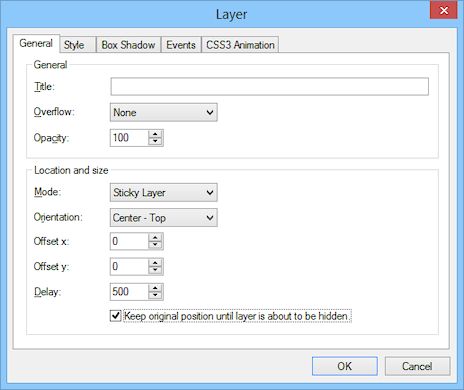 Layer
General Style Box Shadow Events CSS3 Animation
General
Title:
Overflow: None
Opacity: 100
Location and size
Mode: Sticky Layer
Orientation: Center - Top
Offset x: 0
Offset y: 0
Delay: 500
Keep original position until layer is about to be hidden.
OK Cancel